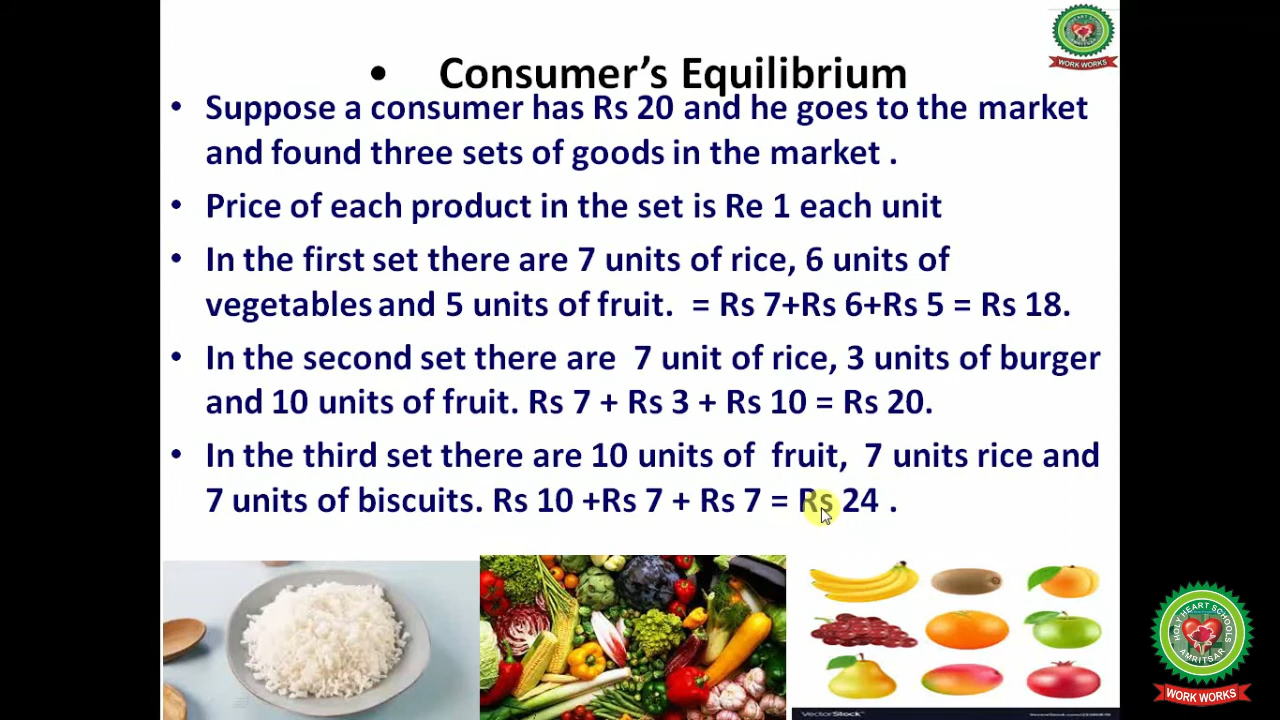 • Consumer's Equilibrium
• Suppose a consumer has Rs 20 and he goes to the market
and found three sets of goods in the market .
• Price of each product in the set is Re 1 each unit
• In the first set there are 7 units of rice, 6 units of
vegetables and 5 units of fruit. = Rs 7+Rs 6+Rs 5 = Rs 18.
• In the second set there are 7 unit of rice, 3 units of burger
and 10 units of fruit. Rs 7 + Rs 3 + Rs 10 = Rs 20.
• In the third set there are 10 units of fruit, 7 units rice and
7 units of biscuits. Rs 10 +Rs 7 + Rs 7 = Rs 24 .
WORK WORKS
VectorStock
HOLY HEART SCHOOLS
AMRITSAR
WORK WORKS